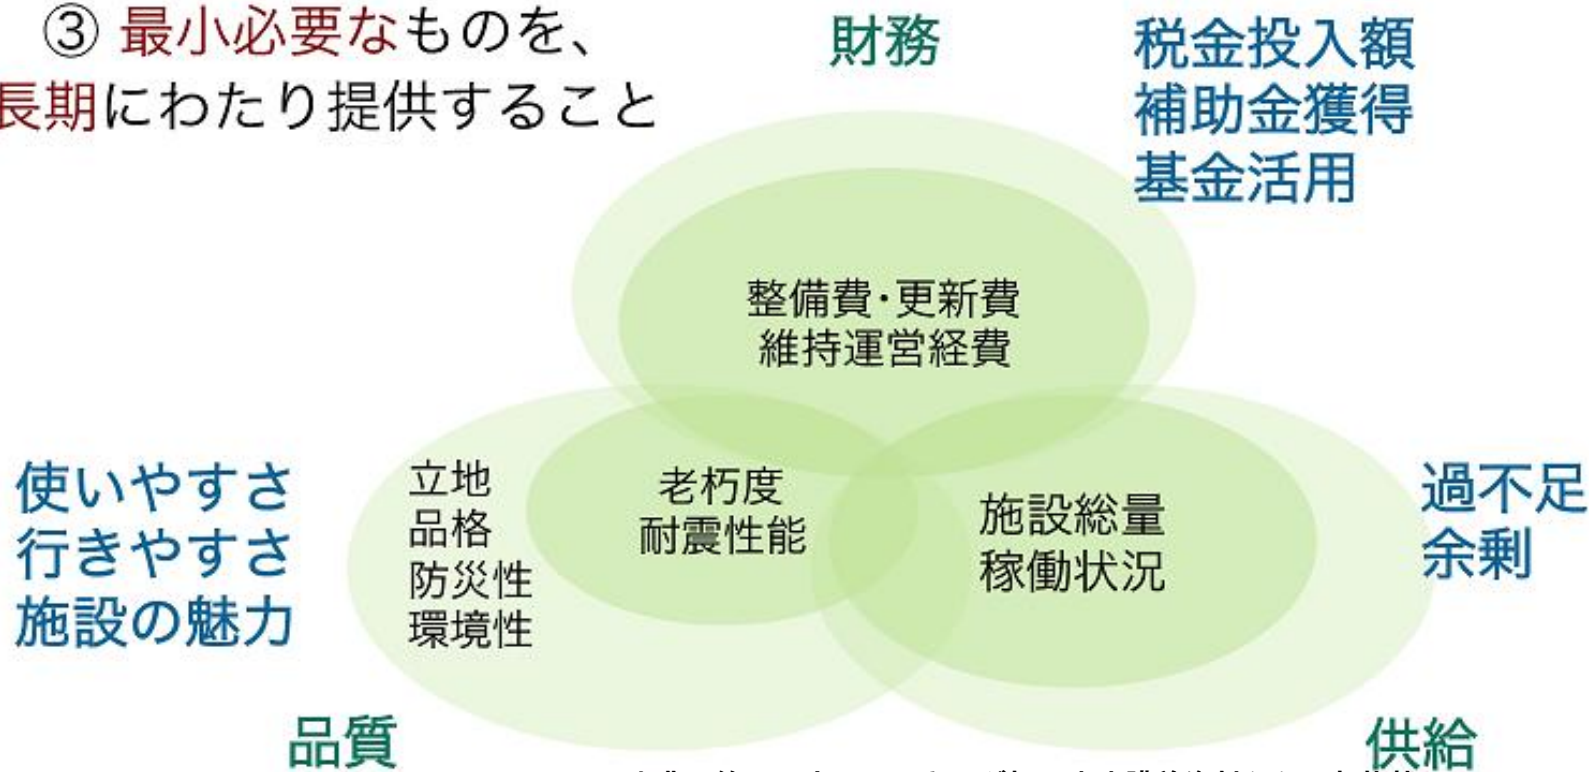 ③ 最小必要なものを、
長期にわたり提供すること
財務
税金投入額
補助金獲得
基金活用
整備費・更新費
維持運営経費
使いやすさ
行きやすさ
施設の魅力
立地
品格
防災性
環境性
老朽度
耐震性能
施設総量
稼働状況
過不足
余剰
品質
供給